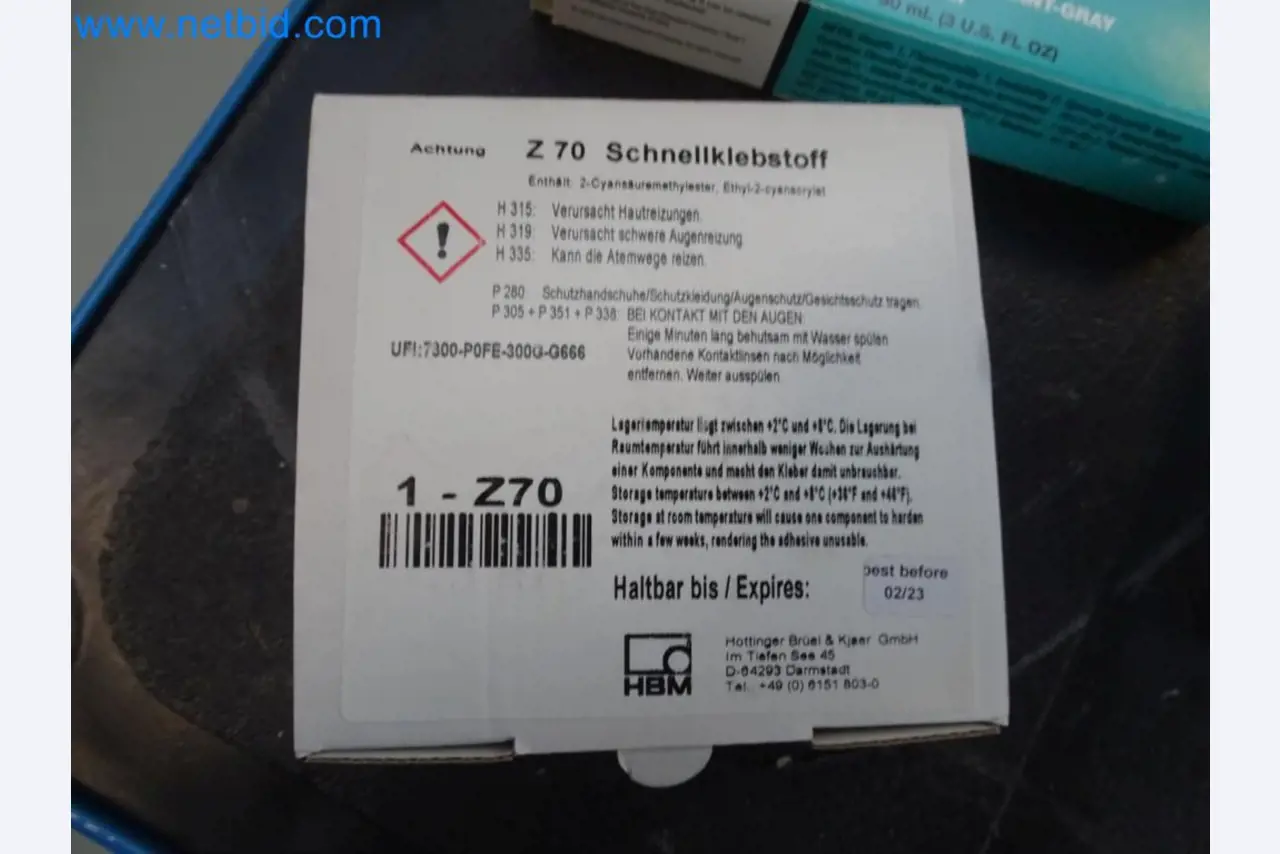 www.netbid.com
NT-GRAY
90 mL (3 U.S. FL OZ)
Achtung Z 70 Schnellklebstoff
Enthält: 2-Cyansäuremethylester, Ethyl-2-cyanacrylat
H 315: Verursacht Hautreizungen.
H 319: Verursacht schwere Augenreizung
H 335: Kann die Atemwege reizen.
P 280 Schutzhandschuhe/Schutzkleidung/Augenschutz/Gesichtsschutz tragen.
P 305 + P 351 + P 338: BEI KONTAKT MIT DEN AUGEN:
Einige Minuten lang behutsam mit Wasser spülen
Vorhandene Kontaktlinsen nach Möglichkeit
entfernen. Weiter ausspülen
UFI:7300-P0FE-300G-G666
Lagertemperatur liegt zwischen +2°C und +8°C. Die Lagerung bei
Raumtemperatur führt innerhalb weniger Wochen zur Aushärtung
einer Komponente und macht den Kleber damit unbrauchbar.
Storage temperature between +2°C and +8°C (+36°F and +46°F).
Storage at room temperature will cause one component to harden
within a few weeks, rendering the adhesive unusable.
1 - Z70
Haltbar bis / Expires:
best before
02/23
HBM
Hottinger Brüel & Kjaer GmbH
Im Tiefen See 45
D-64293 Darmstadt
Tel. +49 (0) 6151 803-0